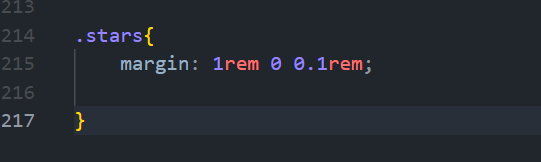 213
214 .stars{
215 margin: 1rem 0 0.1rem;
216
217 }